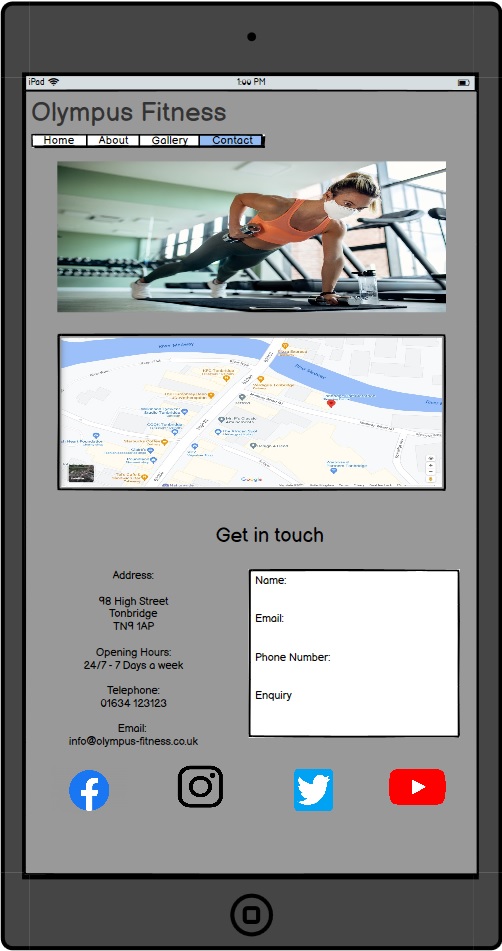 iPad
1:00 PM
Olympus Fitness
Home About Gallery Contact
Google
Get in touch
Address:
98 High Street
Tonbridge
TN9 1AP
Opening Hours:
24/7 - 7 Days a week
Telephone:
01634 123123
Email:
info@olympus-fitness.co.uk
Name:
Email:
Phone Number:
Enquiry